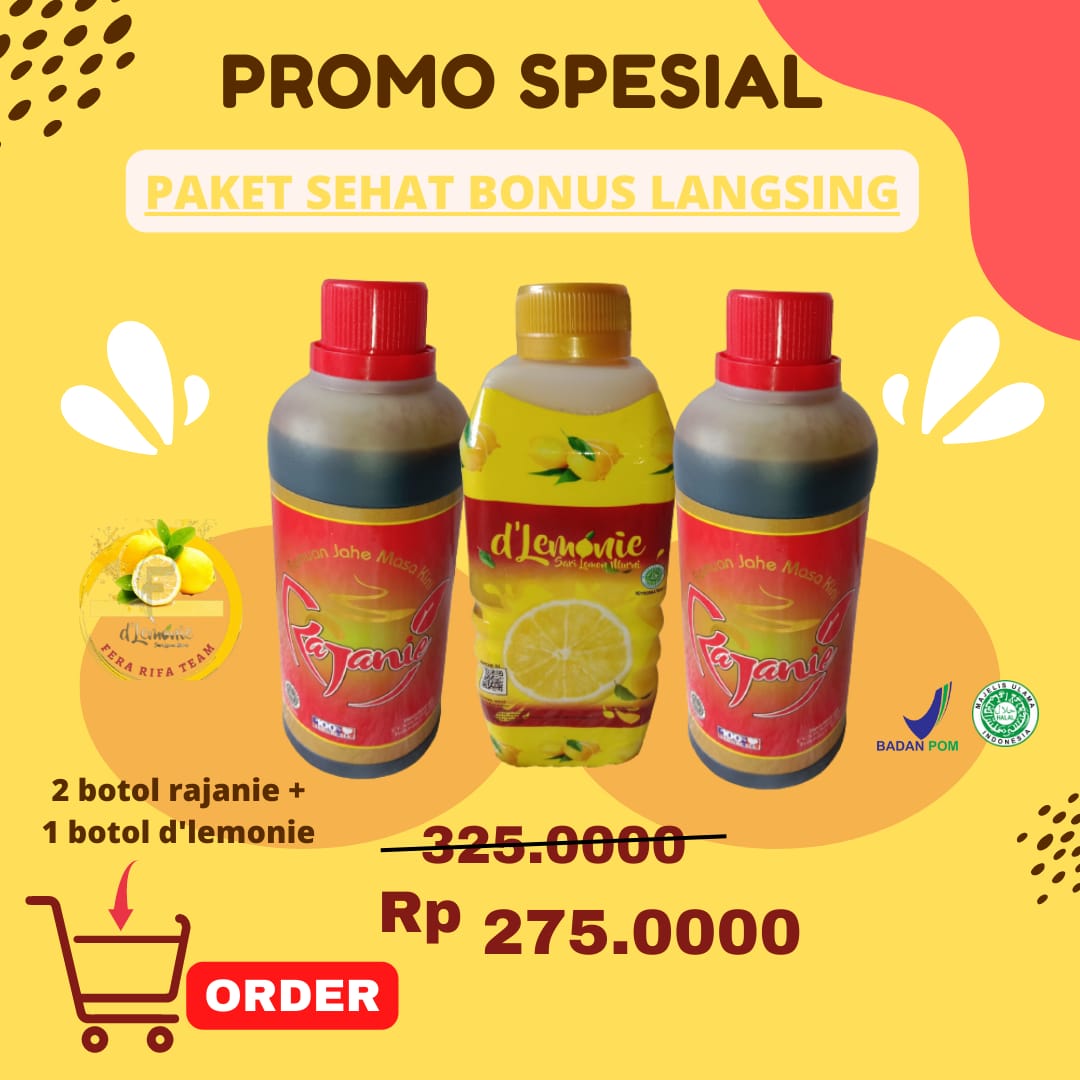 PROMO SPESIAL
PAKET SEHAT BONUS LANGSING
Jahe Masa Kini
Rajanie
d'Lemonie
Sari Lemon Murni
Jahe Masa Kini
Rajanie
d'Lemonie
FERA RIFA TEAM
BADAN POM
MAJELIS ULAMA
HALAL
INDONESIA
2 botol rajanie +
1 botol d'lemonie
325.0000
Rp 275.0000
ORDER